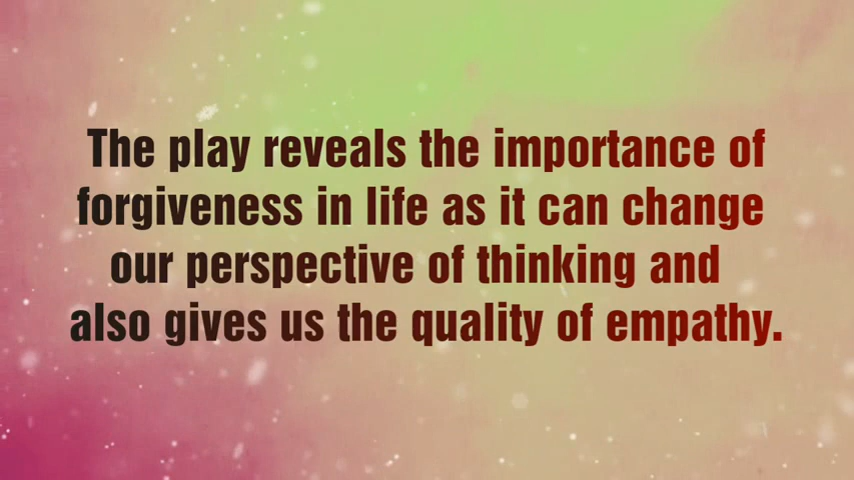 The play reveals the importance of
forgiveness in life as it can change
our perspective of thinking and
also gives us the quality of empathy.